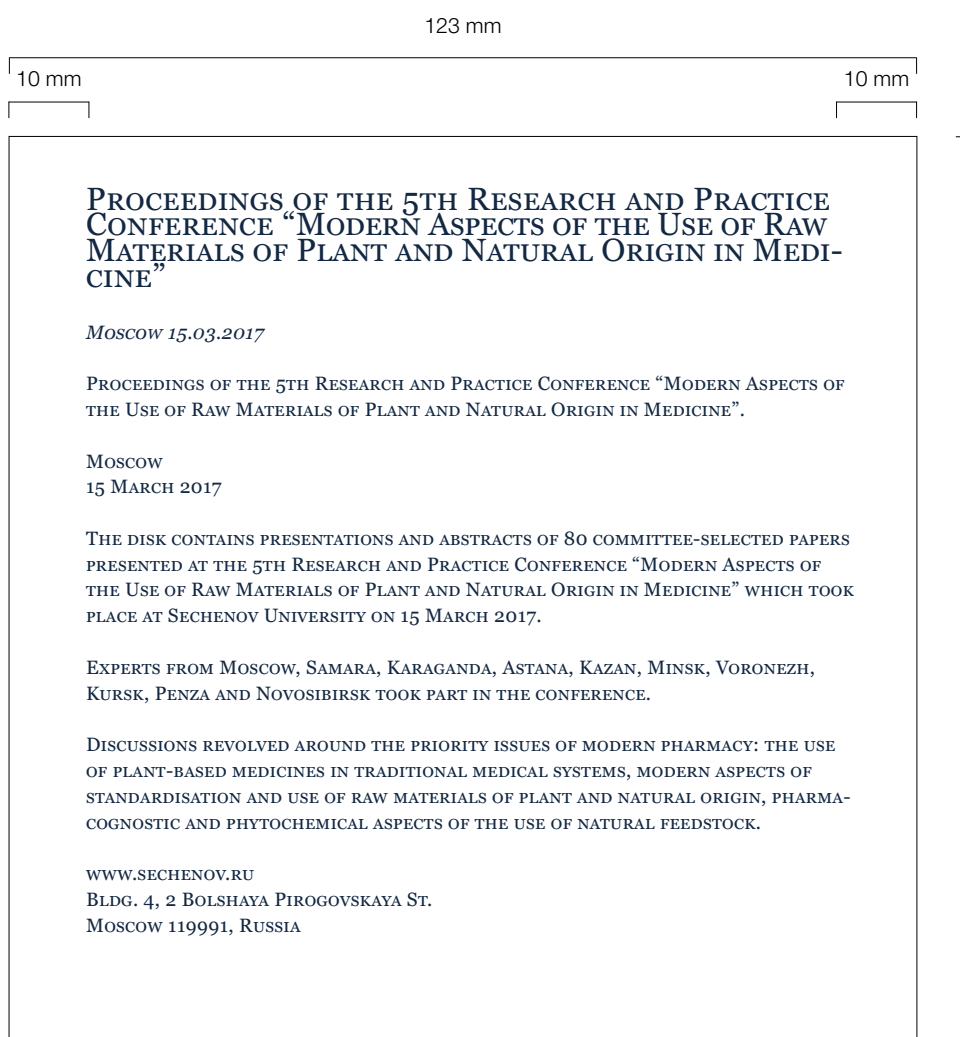 123 mm
10 mm 10 mm
Proceedings of the 5th Research and Practice
Conference “Modern Aspects of the Use of Raw
Materials of Plant and Natural Origin in Medi-
cine”
Moscow 15.03.2017
Proceedings of the 5th Research and Practice Conference “Modern Aspects of
the Use of Raw Materials of Plant and Natural Origin in Medicine”.
Moscow
15 March 2017
The disk contains presentations and abstracts of 80 committee-selected papers
presented at the 5th Research and Practice Conference “Modern Aspects of
the Use of Raw Materials of Plant and Natural Origin in Medicine” which took
place at Sechenov University on 15 March 2017.
Experts from Moscow, Samara, Karaganda, Astana, Kazan, Minsk, Voronezh,
Kursk, Penza and Novosibirsk took part in the conference.
Discussions revolved around the priority issues of modern pharmacy: the use
of plant-based medicines in traditional medical systems, modern aspects of
standardisation and use of raw materials of plant and natural origin, pharma-
cognostic and phytochemical aspects of the use of natural feedstock.
www.sechenov.ru
Bldg. 4, 2 Bolshaya Pirogovskaya St.
Moscow 119991, Russia